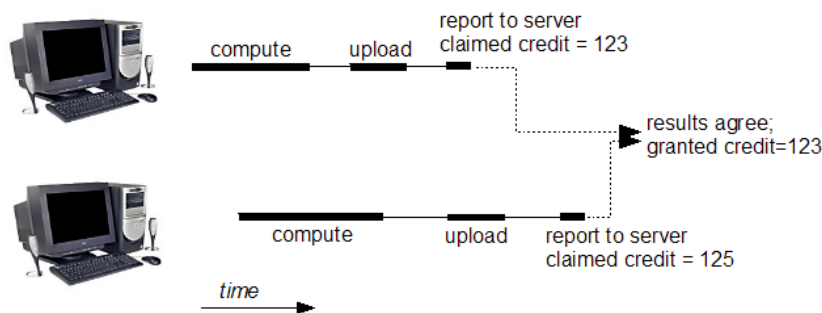 report to server
claimed credit = 123
compute
upload
results agree;
granted credit=123
compute
upload
report to server
claimed credit = 125
time